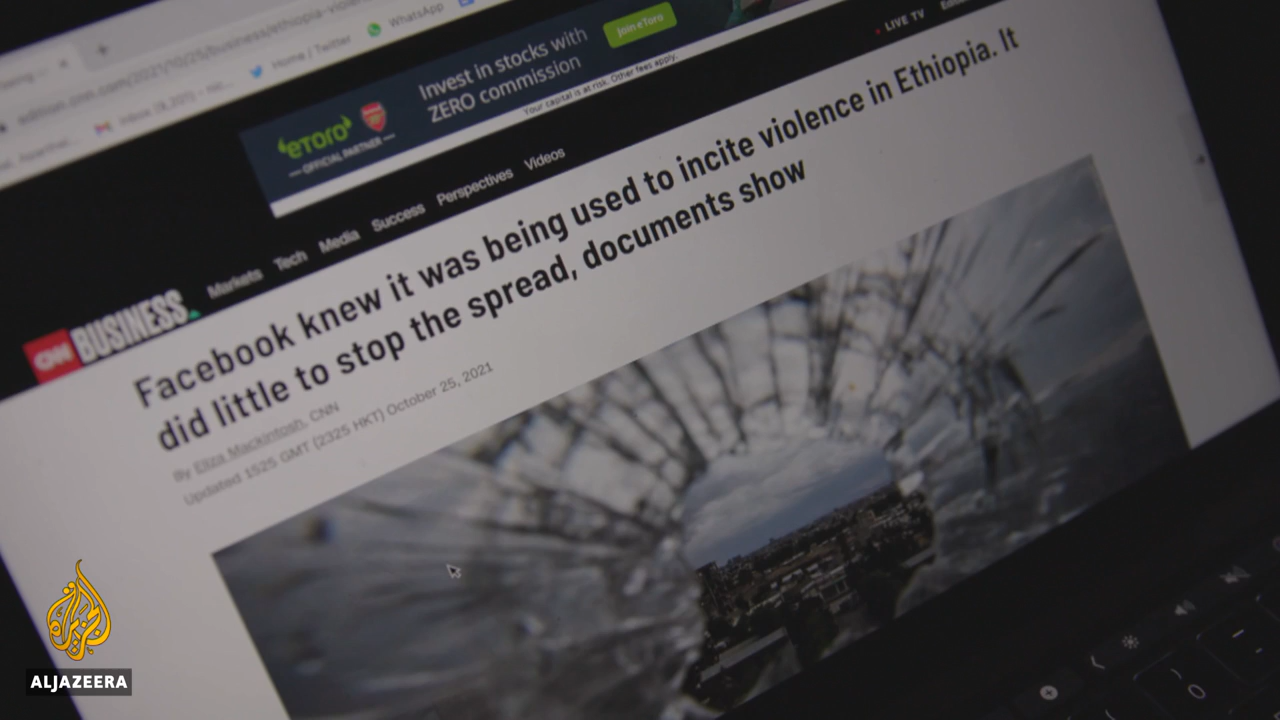 WhatsApp
Home / Twitter
Invest in stocks with
ZERO commission
Join eToro
eToro
OFFICIAL PARTNER
Your capital is at risk. Other fees apply.
LIVE TV
CNN BUSINESS
Markets Tech Media Success Perspectives Videos
Facebook knew it was being used to incite violence in Ethiopia. It
did little to stop the spread, documents show
By Eliza Mackintosh, CNN
Updated 1525 GMT (2325 HKT) October 25, 2021
ALJAZEERA